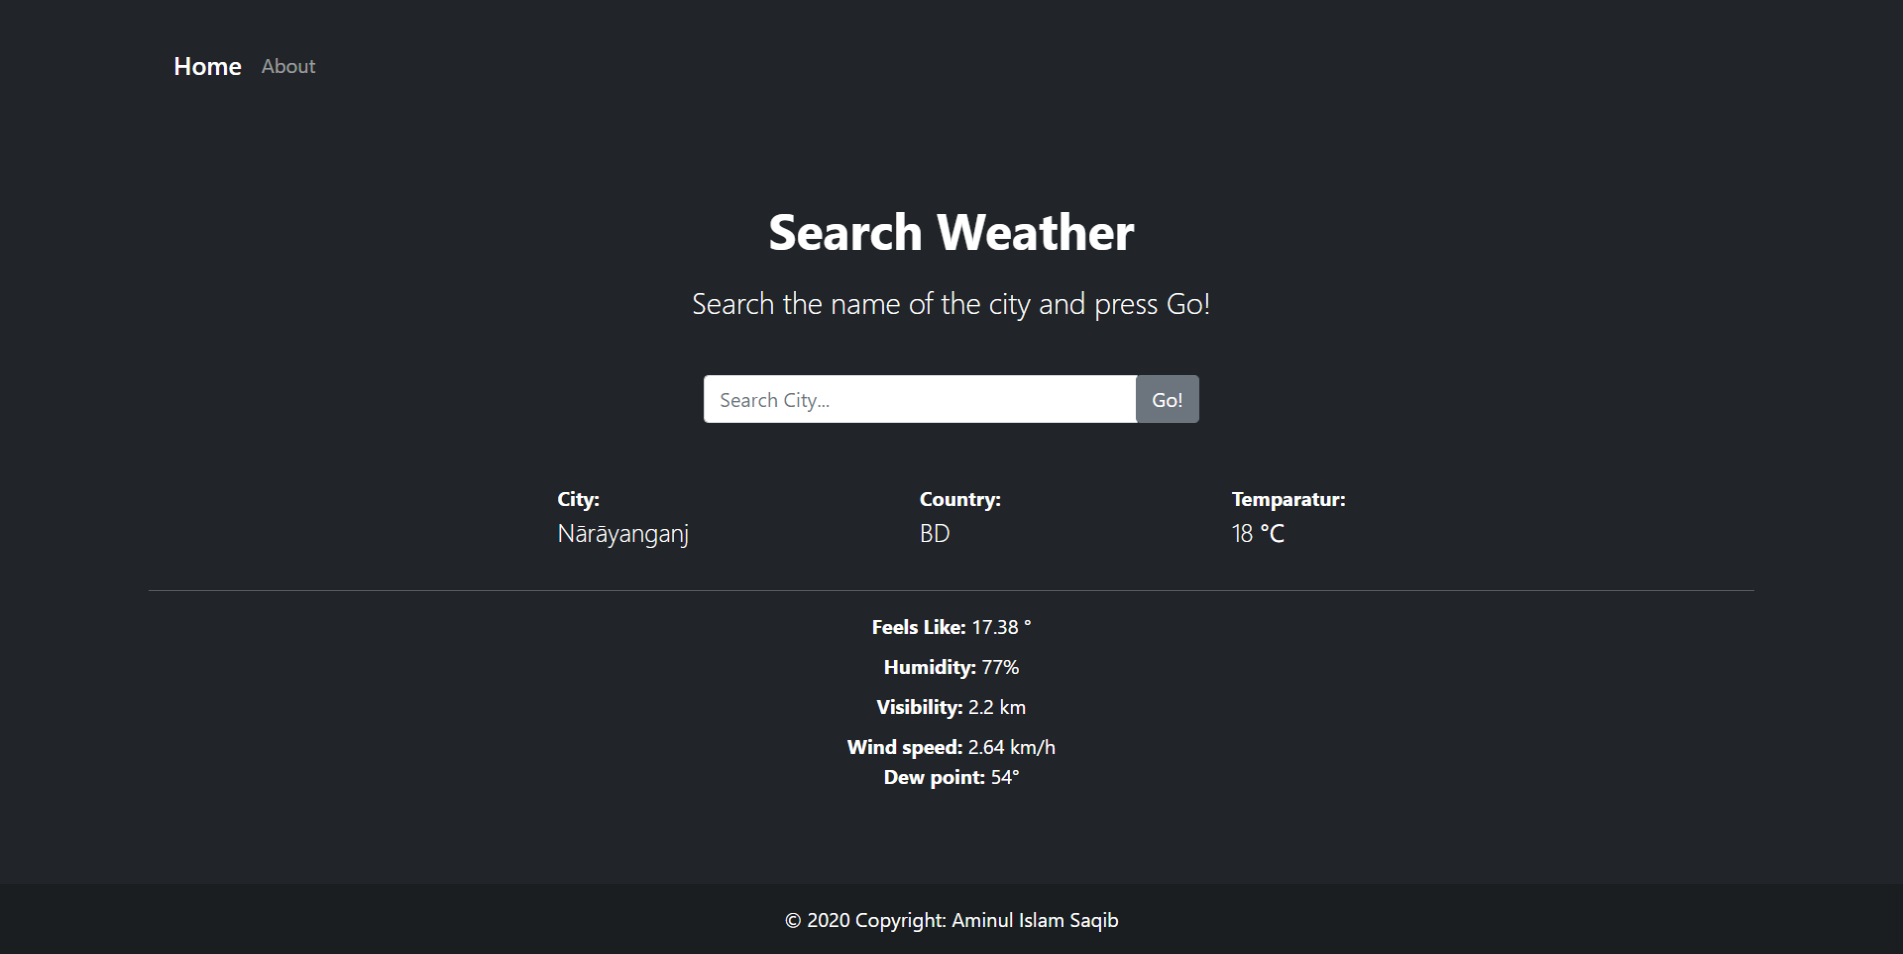 Home About
Search Weather
Search the name of the city and press Go!
Search City... Go!
City: Country: Temparatur:
Nārāyanganj BD 18 °C
Feels Like: 17.38 °
Humidity: 77%
Visibility: 2.2 km
Wind speed: 2.64 km/h
Dew point: 54°
© 2020 Copyright: Aminul Islam Saqib